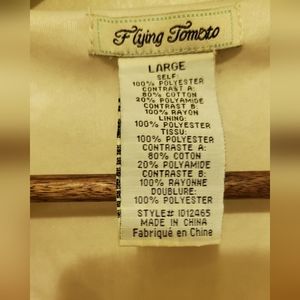 Flying Tomato
LARGE
SELF:
100% POLYESTER
CONTRAST A:
80% COTTON
20% POLYAMIDE
CONTRAST B:
100% RAYON
LINING:
100% POLYESTER
TISSU:
100% POLYESTER
CONTRASTE A:
80% COTON
20% POLYAMIDE
CONTRASTE B:
100% RAYONNE
DOUBLURE:
100% POLYESTER
STYLE# ID12465
MADE IN CHINA
Fabriqué en Chine